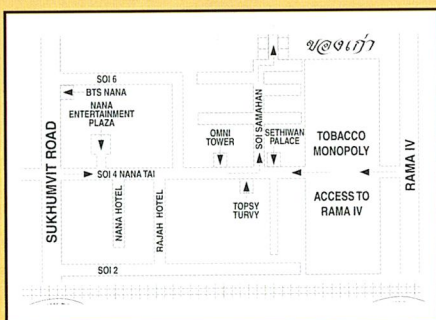 ของเก่า
SOI 6
BTS NANA
NANA
ENTERTAINMENT
PLAZA
SUKHUMVIT ROAD
OMNI
TOWER
SOI SAMAHAN
SETHIWAN
PALACE
TOBACCO
MONOPOLY
RAMA IV
SOI 4 NANA TAI
NANA HOTEL
RAJAH HOTEL
TOPSY
TURVY
ACCESS TO
RAMA IV
SOI 2